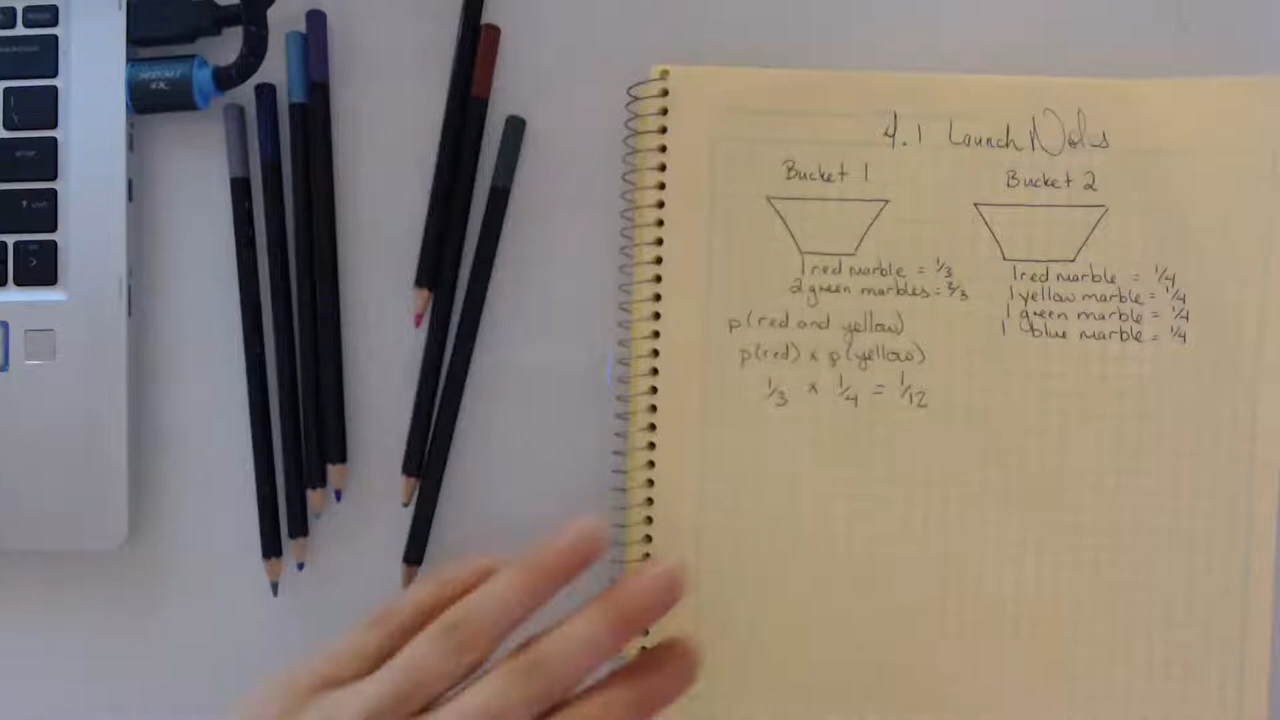 4.1 Launch Notes
Bucket 1
Bucket 2
1 red marble = 1/3
2 green marbles = 2/3
1 red marble = 1/4
1 yellow marble = 1/4
1 green marble = 1/4
1 blue marble = 1/4
p(red and yellow)
p(red) x p(yellow)
1/3 x 1/4 = 1/12
enter